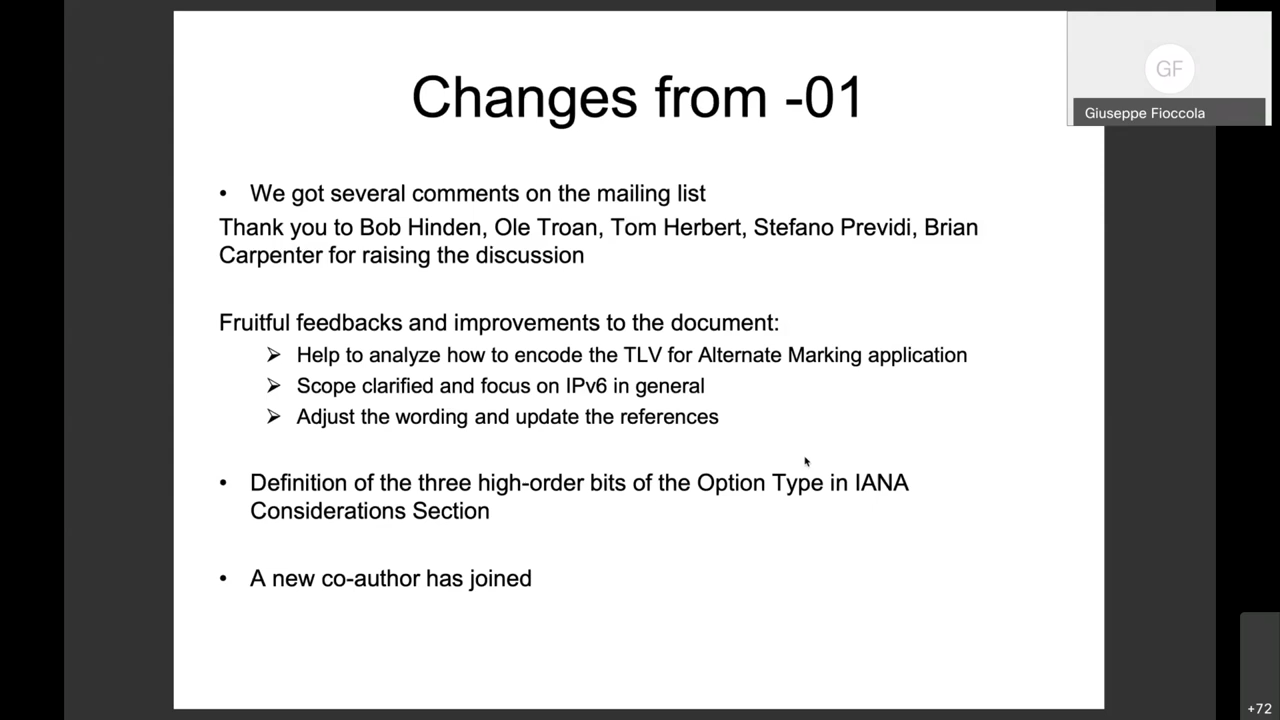 Changes from -01
GF
Giuseppe Fioccola
• We got several comments on the mailing list
Thank you to Bob Hinden, Ole Troan, Tom Herbert, Stefano Previdi, Brian
Carpenter for raising the discussion
Fruitful feedbacks and improvements to the document:
➢ Help to analyze how to encode the TLV for Alternate Marking application
➢ Scope clarified and focus on IPv6 in general
➢ Adjust the wording and update the references
• Definition of the three high-order bits of the Option Type in IANA
Considerations Section
• A new co-author has joined
+72